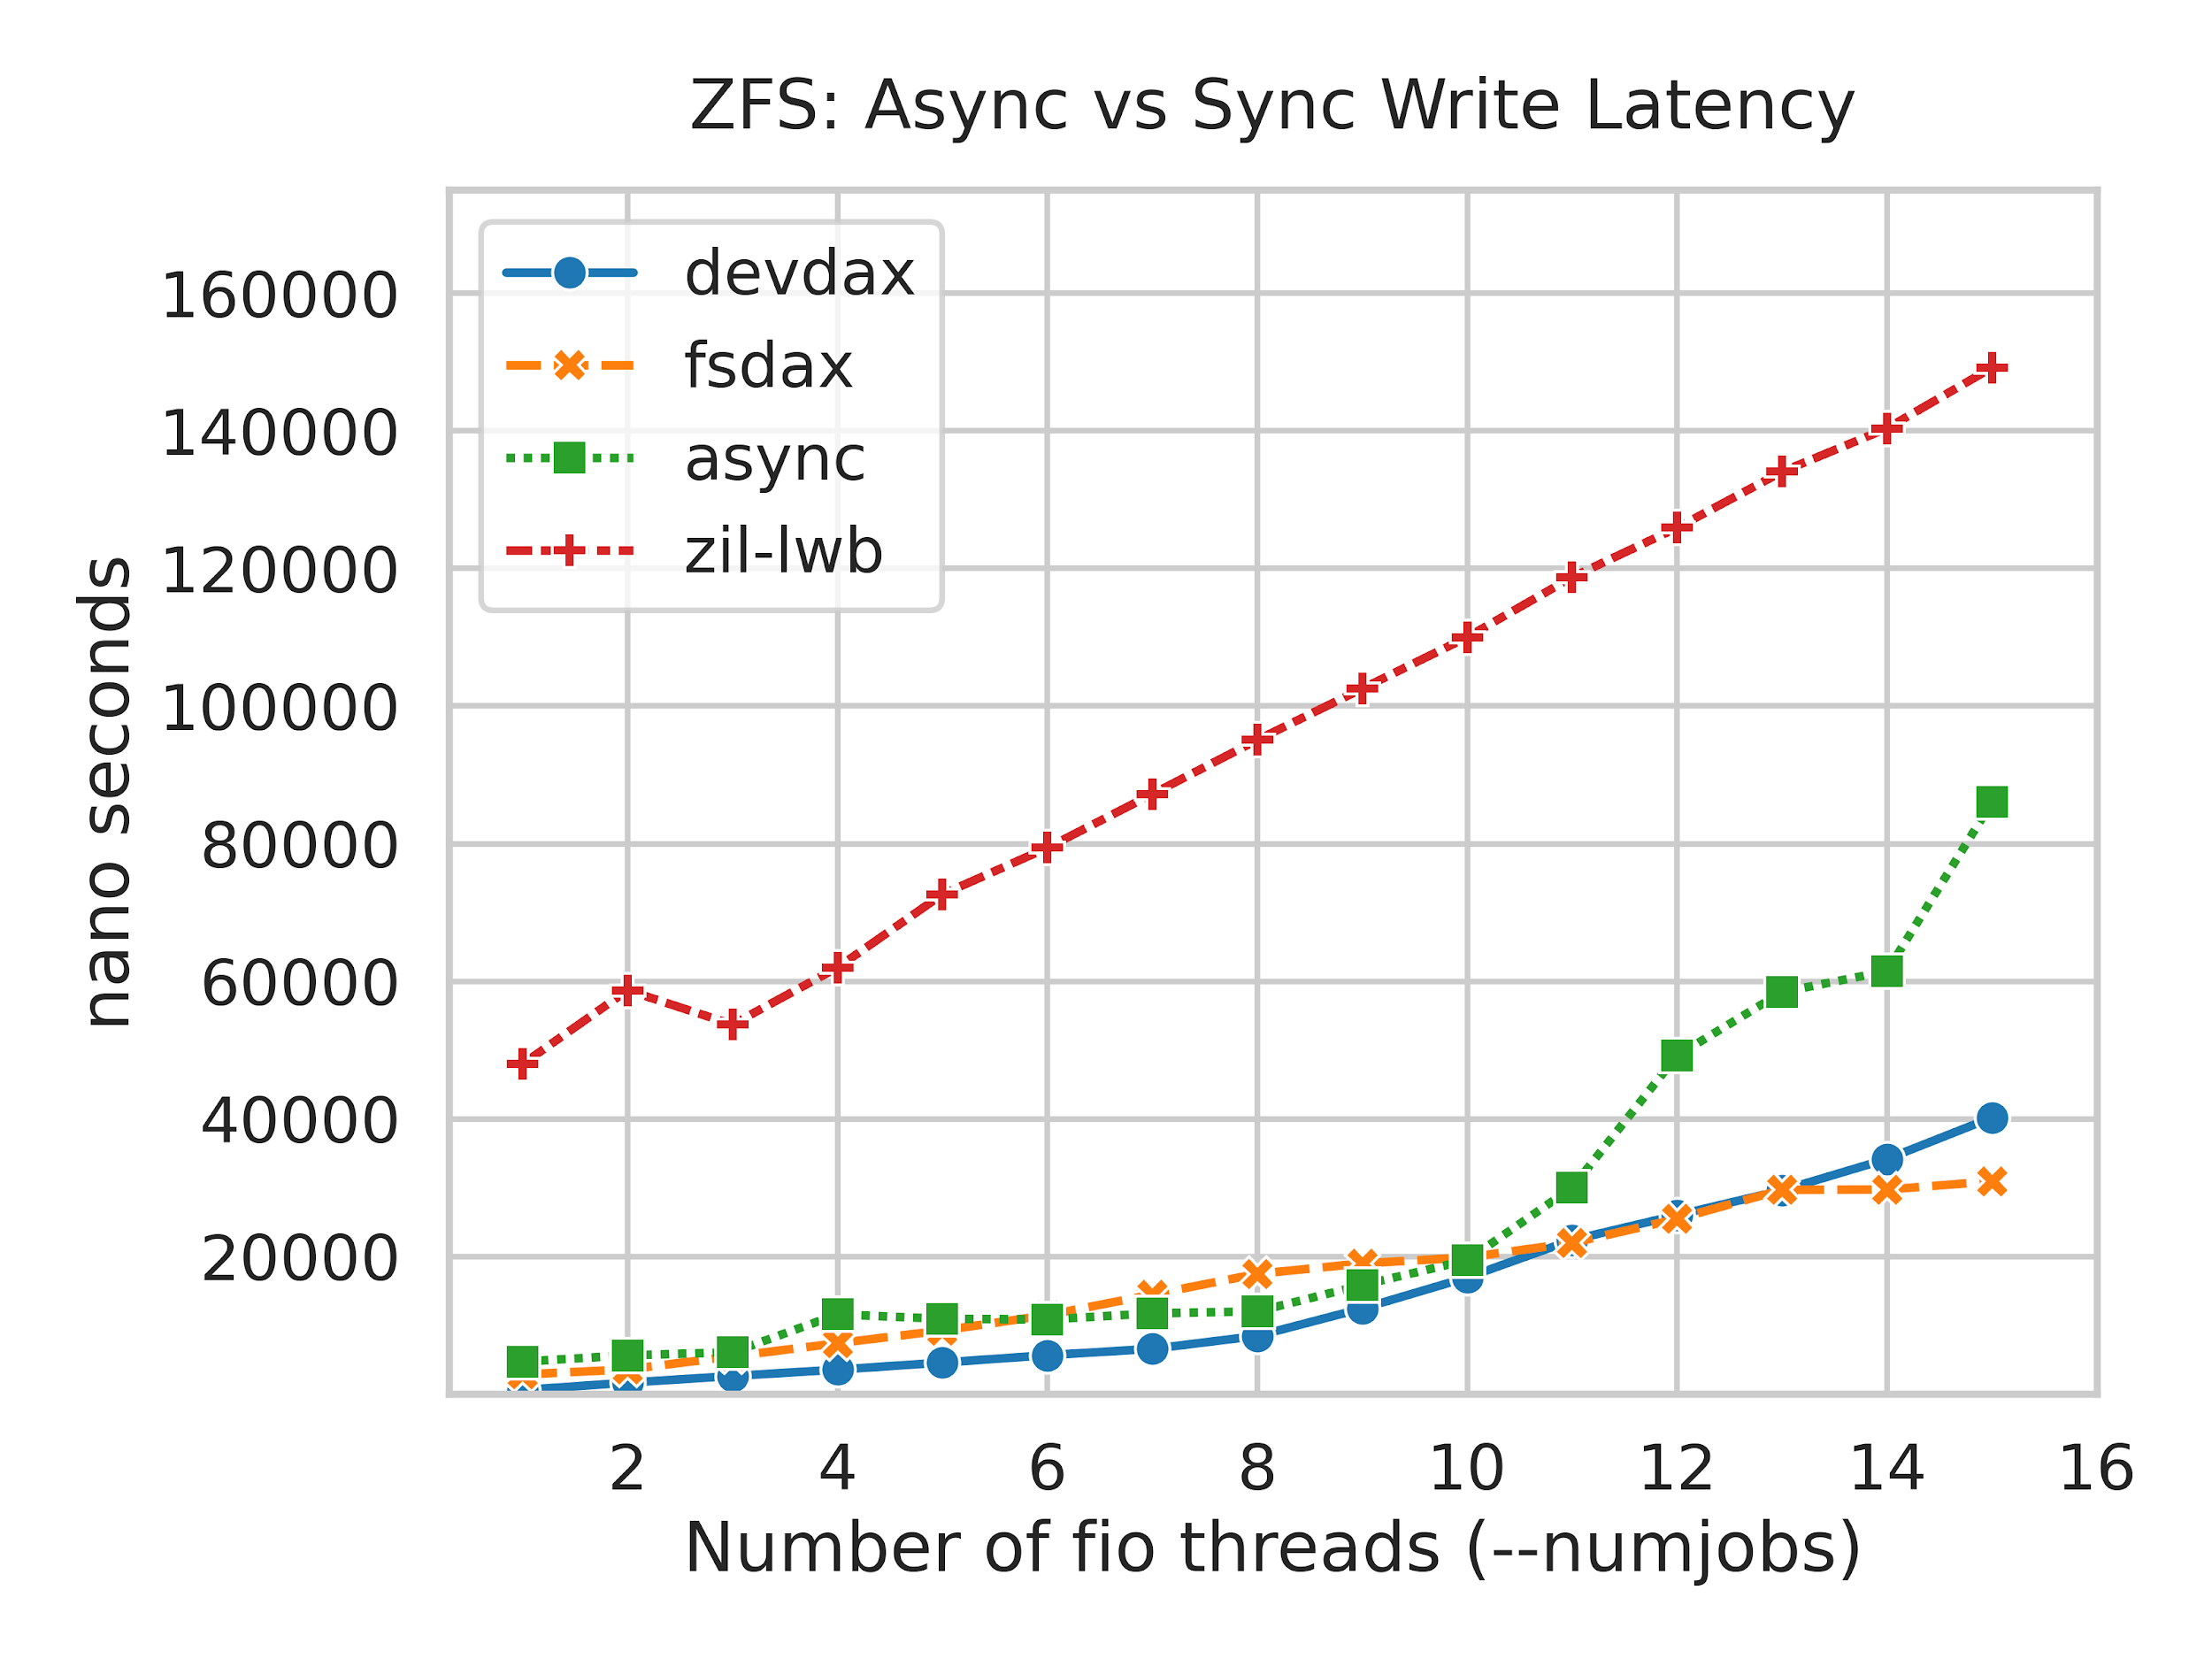 ZFS: Async vs Sync Write Latency
devdax
fsdax
async
zil-lwb
160000
140000
120000
100000
80000
60000
40000
20000
nano seconds
2 4 6 8 10 12 14 16
Number of fio threads (--numjobs)